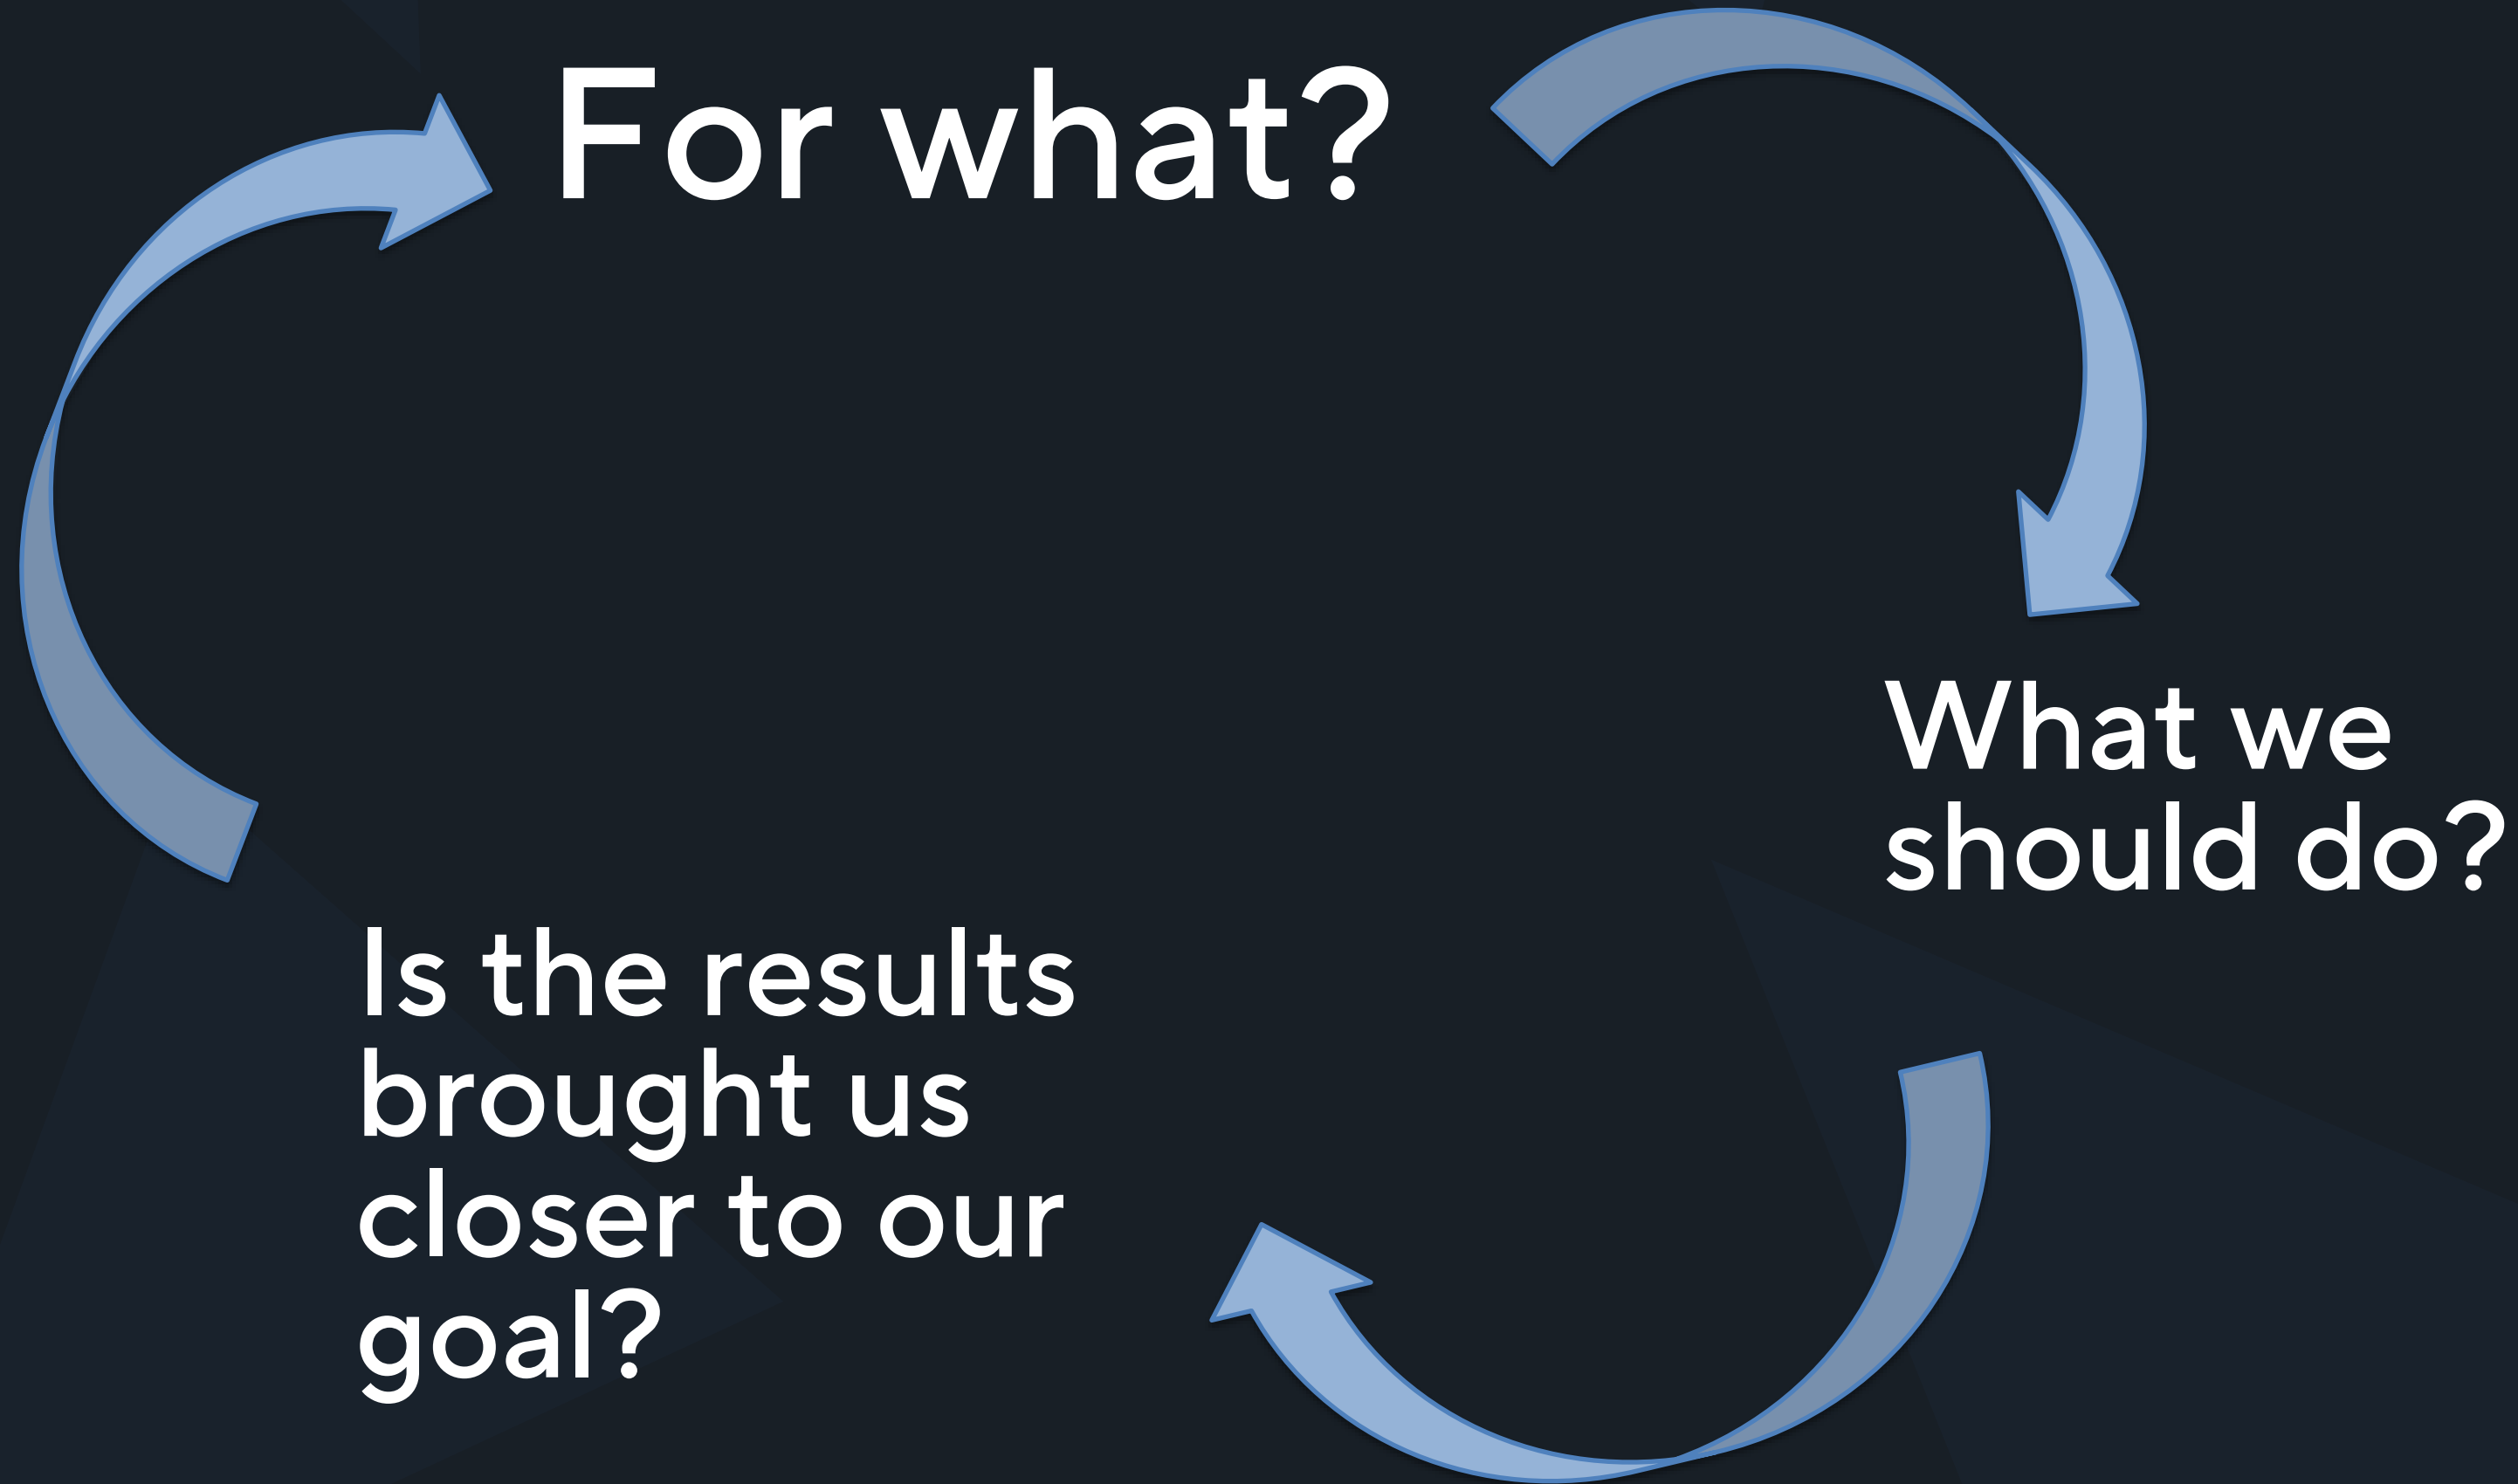 For what?
What we
should do?
Is the results
brought us
closer to our
goal?